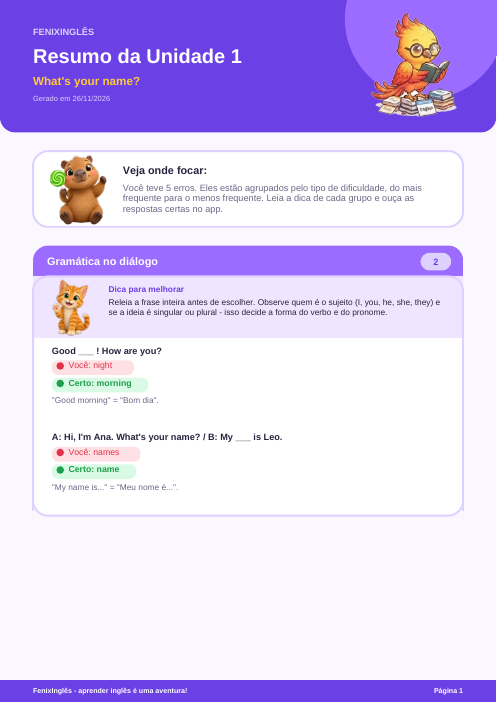 FENIXINGLÊS
Resumo da Unidade 1
What's your name?
Gerado em 26/11/2026
English
Veja onde focar:
Você teve 5 erros. Eles estão agrupados pelo tipo de dificuldade, do mais
frequente para o menos frequente. Leia a dica de cada grupo e ouça as
respostas certas no app.
Gramática no diálogo
2
Dica para melhorar
Releia a frase inteira antes de escolher. Observe quem é o sujeito (I, you, he, she, they) e
se a ideia é singular ou plural - isso decide a forma do verbo e do pronome.
Good ___ ! How are you?
Você: night
Certo: morning
"Good morning" = "Bom dia".
A: Hi, I'm Ana. What's your name? / B: My ___ is Leo.
Você: names
Certo: name
"My name is..." = "Meu nome é...".
FenixInglês - aprender inglês é uma aventura!
Página 1